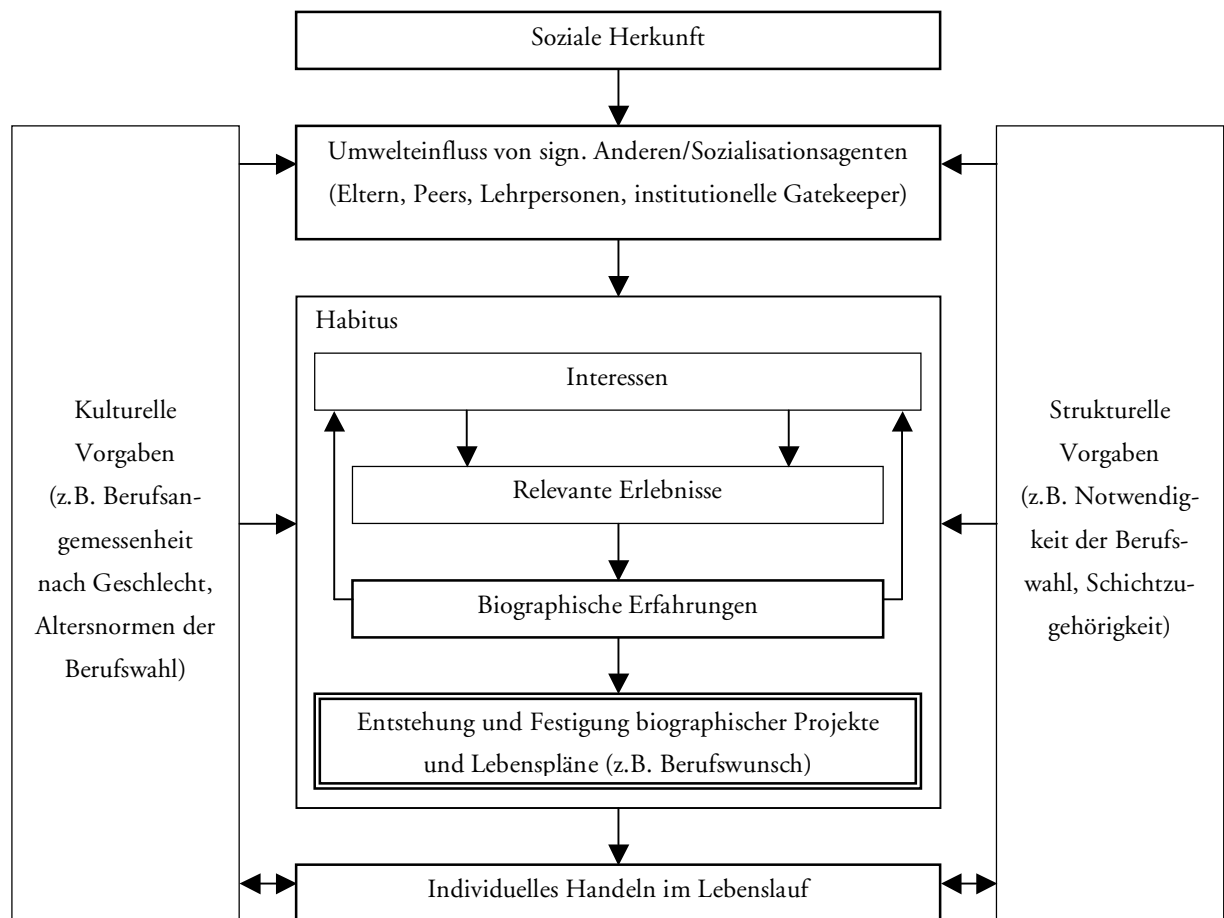 Soziale Herkunft
Umwelteinfluss von sign. Anderen/Sozialisationsagenten
(Eltern, Peers, Lehrpersonen, institutionelle Gatekeeper)
Habitus
Interessen
Relevante Erlebnisse
Biographische Erfahrungen
Entstehung und Festigung biographischer Projekte
und Lebenspläne (z.B. Berufswunsch)
Individuelles Handeln im Lebenslauf
Kulturelle
Vorgaben
(z.B. Berufsan-
gemessenheit
nach Geschlecht,
Altersnormen der
Berufswahl)
Strukturelle
Vorgaben
(z.B. Notwendig-
keit der Berufs-
wahl, Schichtzu-
gehörigkeit)